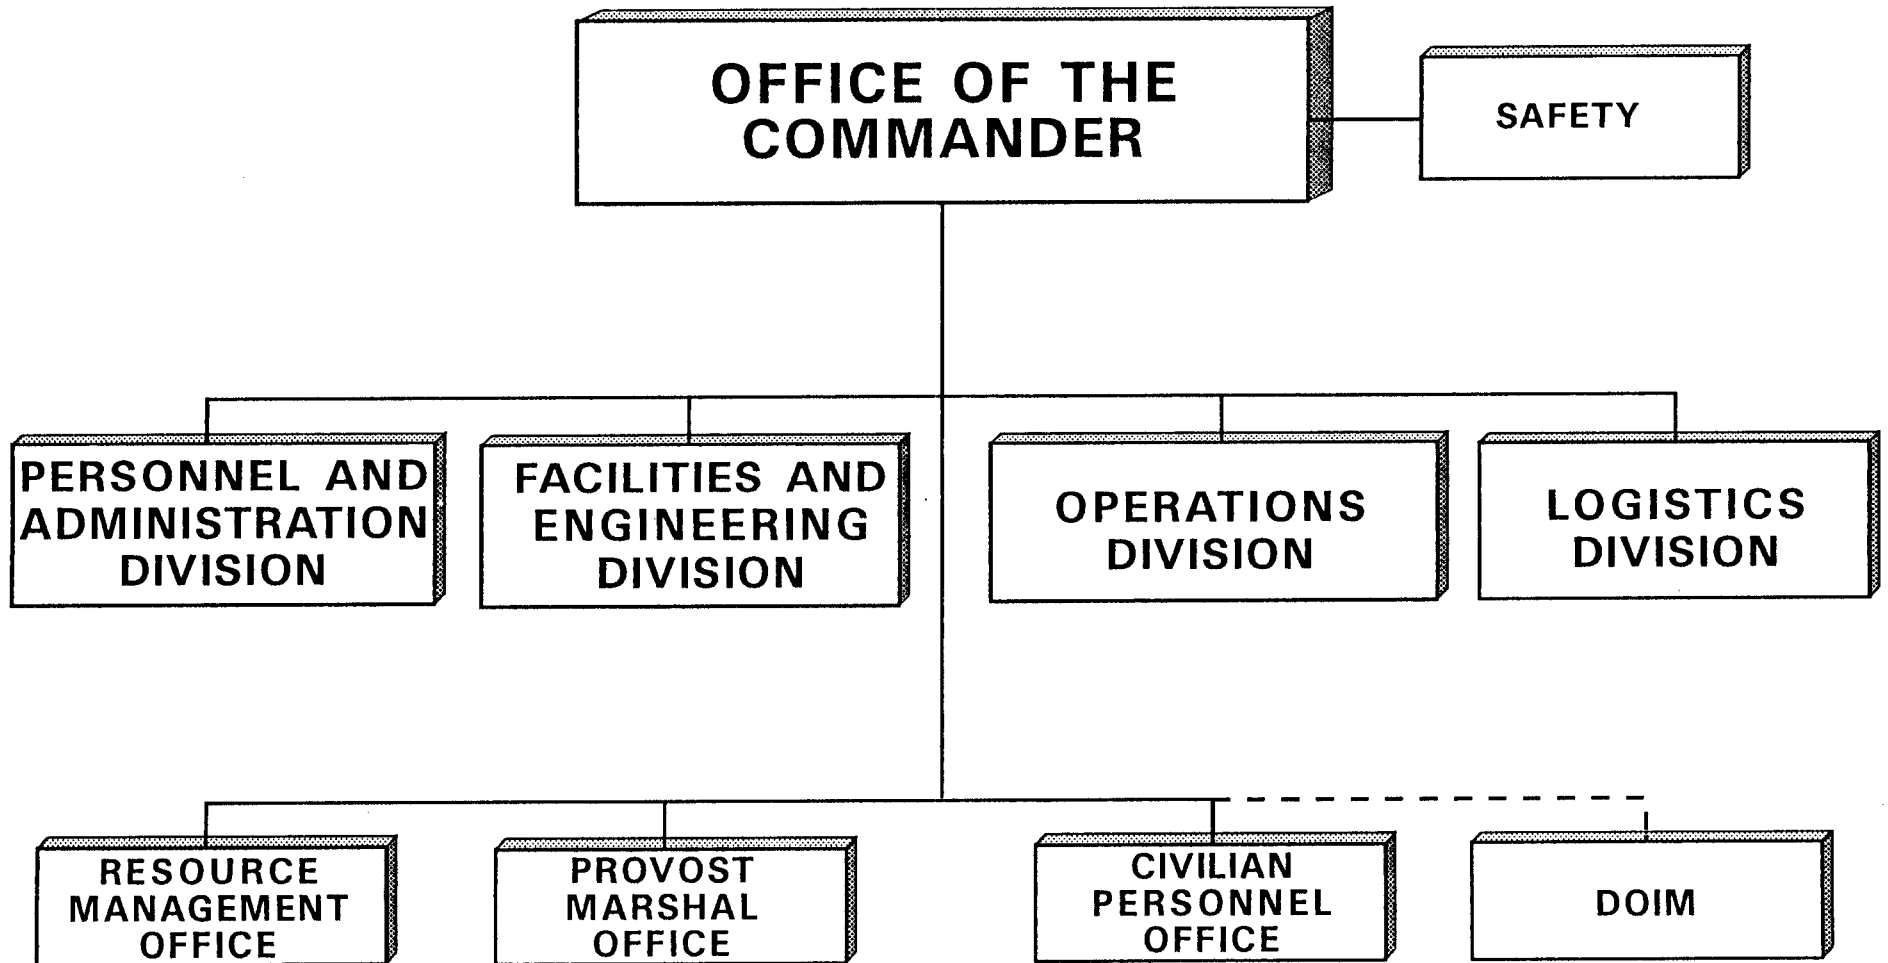 OFFICE OF THE
COMMANDER
SAFETY
PERSONNEL AND
ADMINISTRATION
DIVISION
FACILITIES AND
ENGINEERING
DIVISION
OPERATIONS
DIVISION
LOGISTICS
DIVISION
RESOURCE
MANAGEMENT
OFFICE
PROVOST
MARSHAL
OFFICE
CIVILIAN
PERSONNEL
OFFICE
DOIM